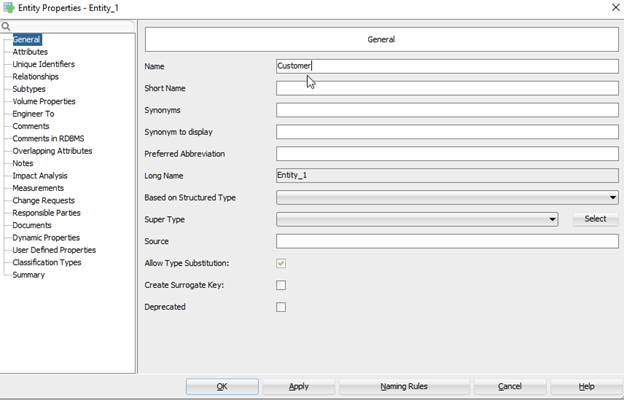 Entity Properties - Entity_1
General
Attributes
Unique Identifiers
Relationships
Subtypes
Volume Properties
Engineer To
Comments
Comments in RDBMS
Overlapping Attributes
Notes
Impact Analysis
Measurements
Change Requests
Responsible Parties
Documents
Dynamic Properties
User Defined Properties
Classification Types
Summary
General
Name Customer
Short Name
Synonyms
Synonym to display
Preferred Abbreviation
Long Name Entity_1
Based on Structured Type
Super Type Select
Source
Allow Type Substitution:
Create Surrogate Key:
Deprecated
OK Apply Naming Rules Cancel Help